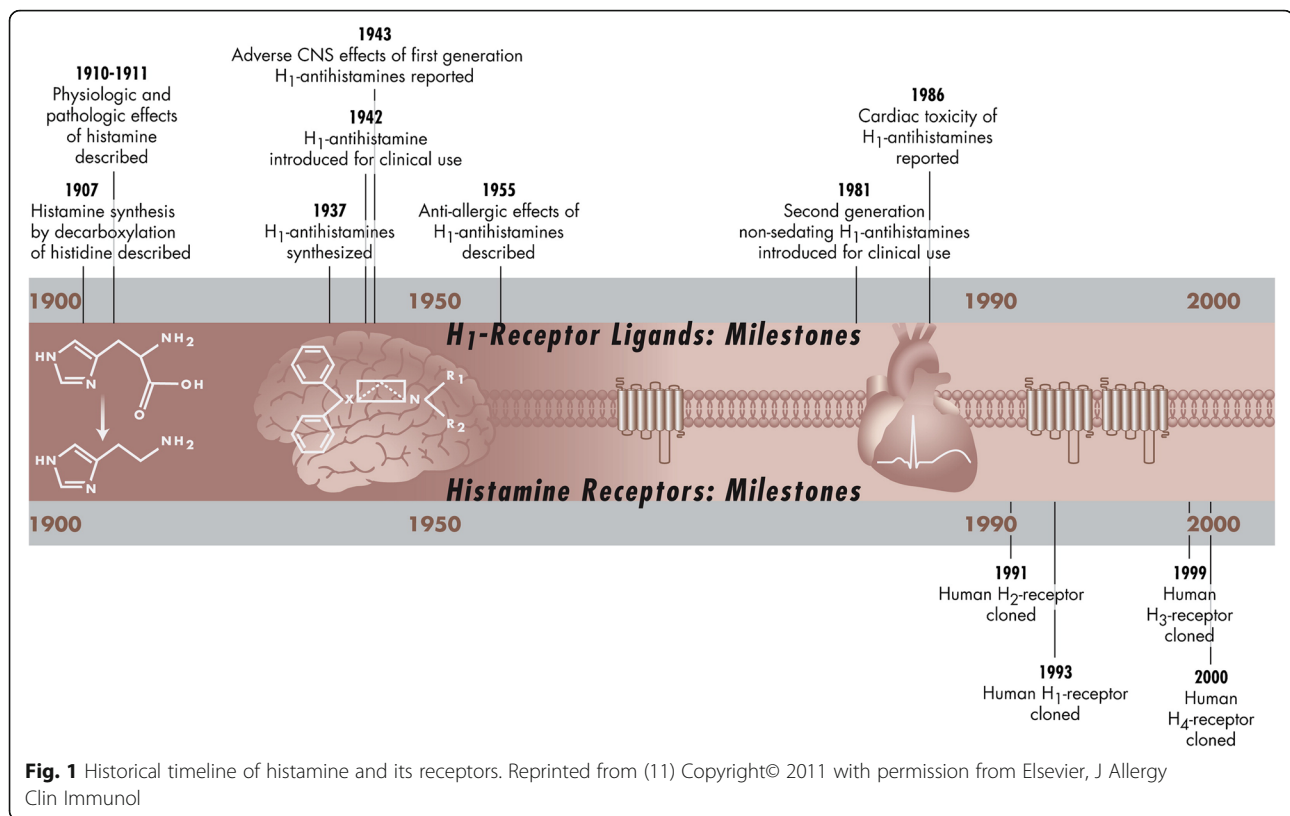 1943
Adverse CNS effects of first generation
H1-antihistamines reported
1910-1911
Physiologic and
pathologic effects
of histamine
described
1986
Cardiac toxicity of
H1-antihistamines
reported
1942
H1-antihistamine
introduced for clinical use
1907
Histamine synthesis
by decarboxylation
of histidine described
1937
H1-antihistamines
synthesized
1955
Anti-allergic effects of
H1-antihistamines
described
1981
Second generation
non-sedating H1-antihistamines
introduced for clinical use
1900 1950 1990 2000
H1-Receptor Ligands: Milestones
HN
N
NH2
OH
O
HN
N
NH2
X
N
R1
R2
Histamine Receptors: Milestones
1900 1950 1990 2000
1991
Human H2-receptor
cloned
1999
Human
H3-receptor
cloned
1993
Human H1-receptor
cloned
2000
Human
H4-receptor
cloned
Fig. 1 Historical timeline of histamine and its receptors. Reprinted from (11) Copyright© 2011 with permission from Elsevier, J Allergy
Clin Immunol